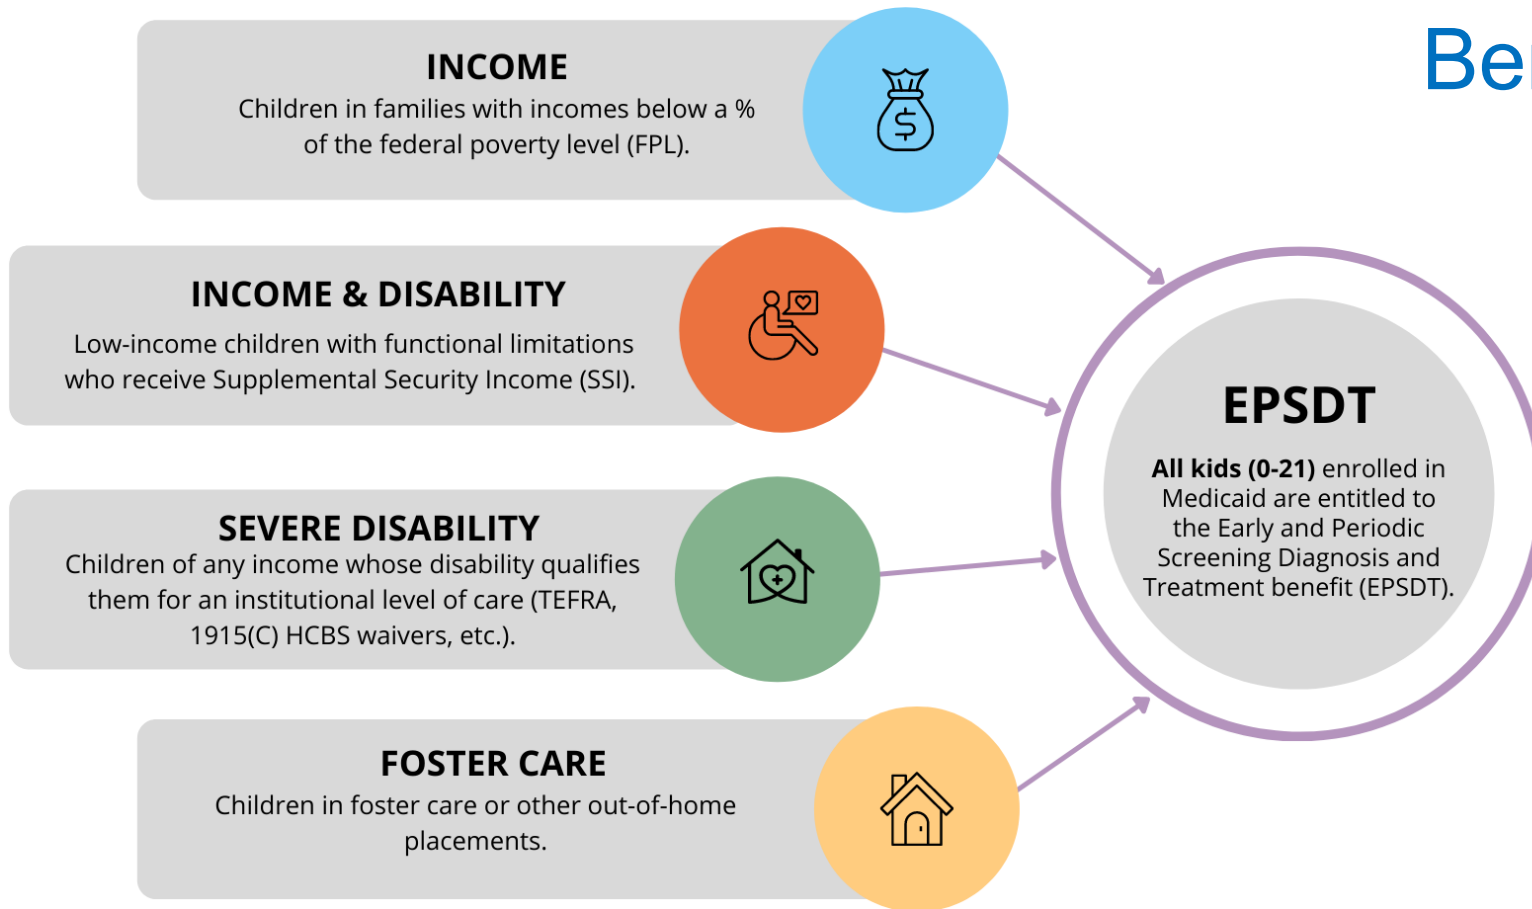 INCOME
Children in families with incomes below a %
of the federal poverty level (FPL).
INCOME & DISABILITY
Low-income children with functional limitations
who receive Supplemental Security Income (SSI).
SEVERE DISABILITY
Children of any income whose disability qualifies
them for an institutional level of care (TEFRA,
1915(C) HCBS waivers, etc.).
FOSTER CARE
Children in foster care or other out-of-home
placements.
EPSDT
All kids (0-21) enrolled in
Medicaid are entitled to
the Early and Periodic
Screening Diagnosis and
Treatment benefit (EPSDT).